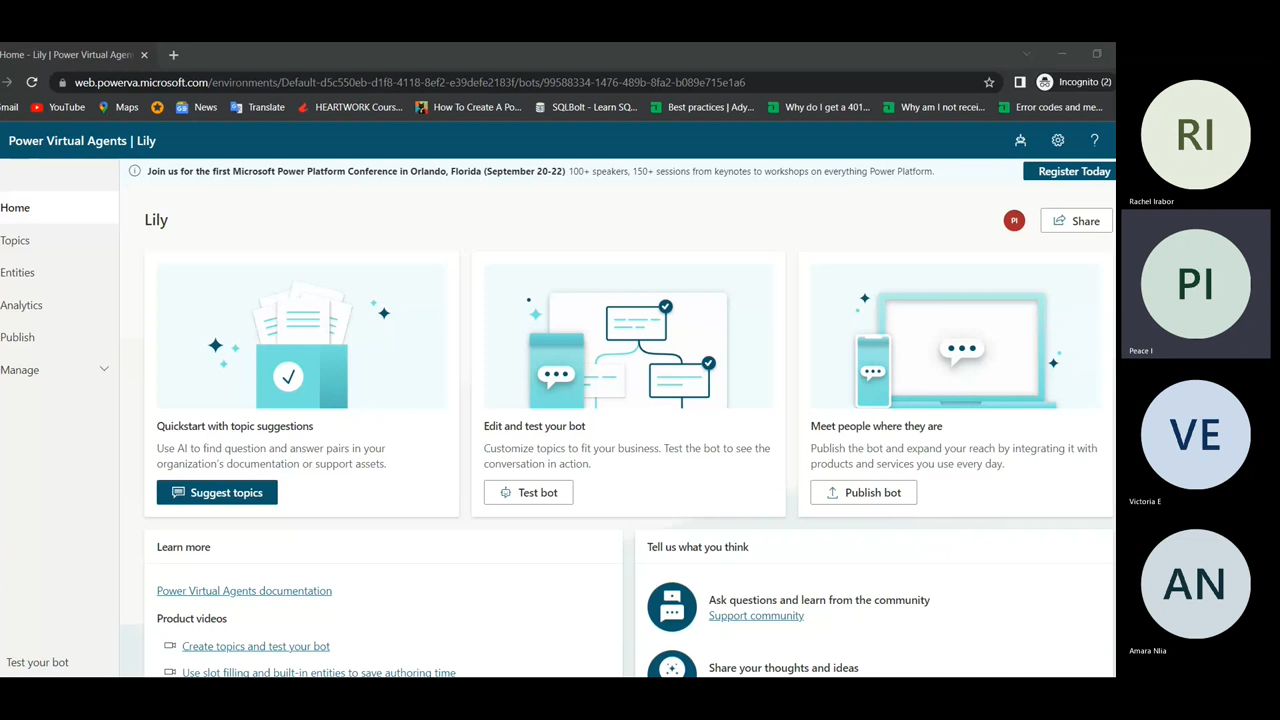 Home - Lily | Power Virtual Agen
web.powerva.microsoft.com/environments/Default-d5c550eb-d1f8-4118-8ef2-e39defe2183f/bots/99588334-1476-489b-8fa2-b089e715e1a6
Incognito (2)
mail
YouTube
Maps
News
Translate
HEARTWORK Cours...
How To Create A Po...
SQLBolt - Learn SQ...
Best practices | Ady...
Why do I get a 401...
Why am I not recei...
Error codes and me...
Power Virtual Agents | Lily
Join us for the first Microsoft Power Platform Conference in Orlando, Florida (September 20-22) 100+ speakers, 150+ sessions from keynotes to workshops on everything Power Platform.
Register Today
Home
Topics
Entities
Analytics
Publish
Manage
Test your bot
Lily
PI
Share
Quickstart with topic suggestions
Use AI to find question and answer pairs in your
organization's documentation or support assets.
Suggest topics
Edit and test your bot
Customize topics to fit your business. Test the bot to see the
conversation in action.
Test bot
Meet people where they are
Publish the bot and expand your reach by integrating it with
products and services you use every day.
Publish bot
Learn more
Power Virtual Agents documentation
Product videos
Create topics and test your bot
Use slot filling and built-in entities to save authoring time
Tell us what you think
Ask questions and learn from the community
Support community
Share your thoughts and ideas
RI
Rachel Irabor
PI
Peace I
VE
Victoria E
AN
Amara Nlia